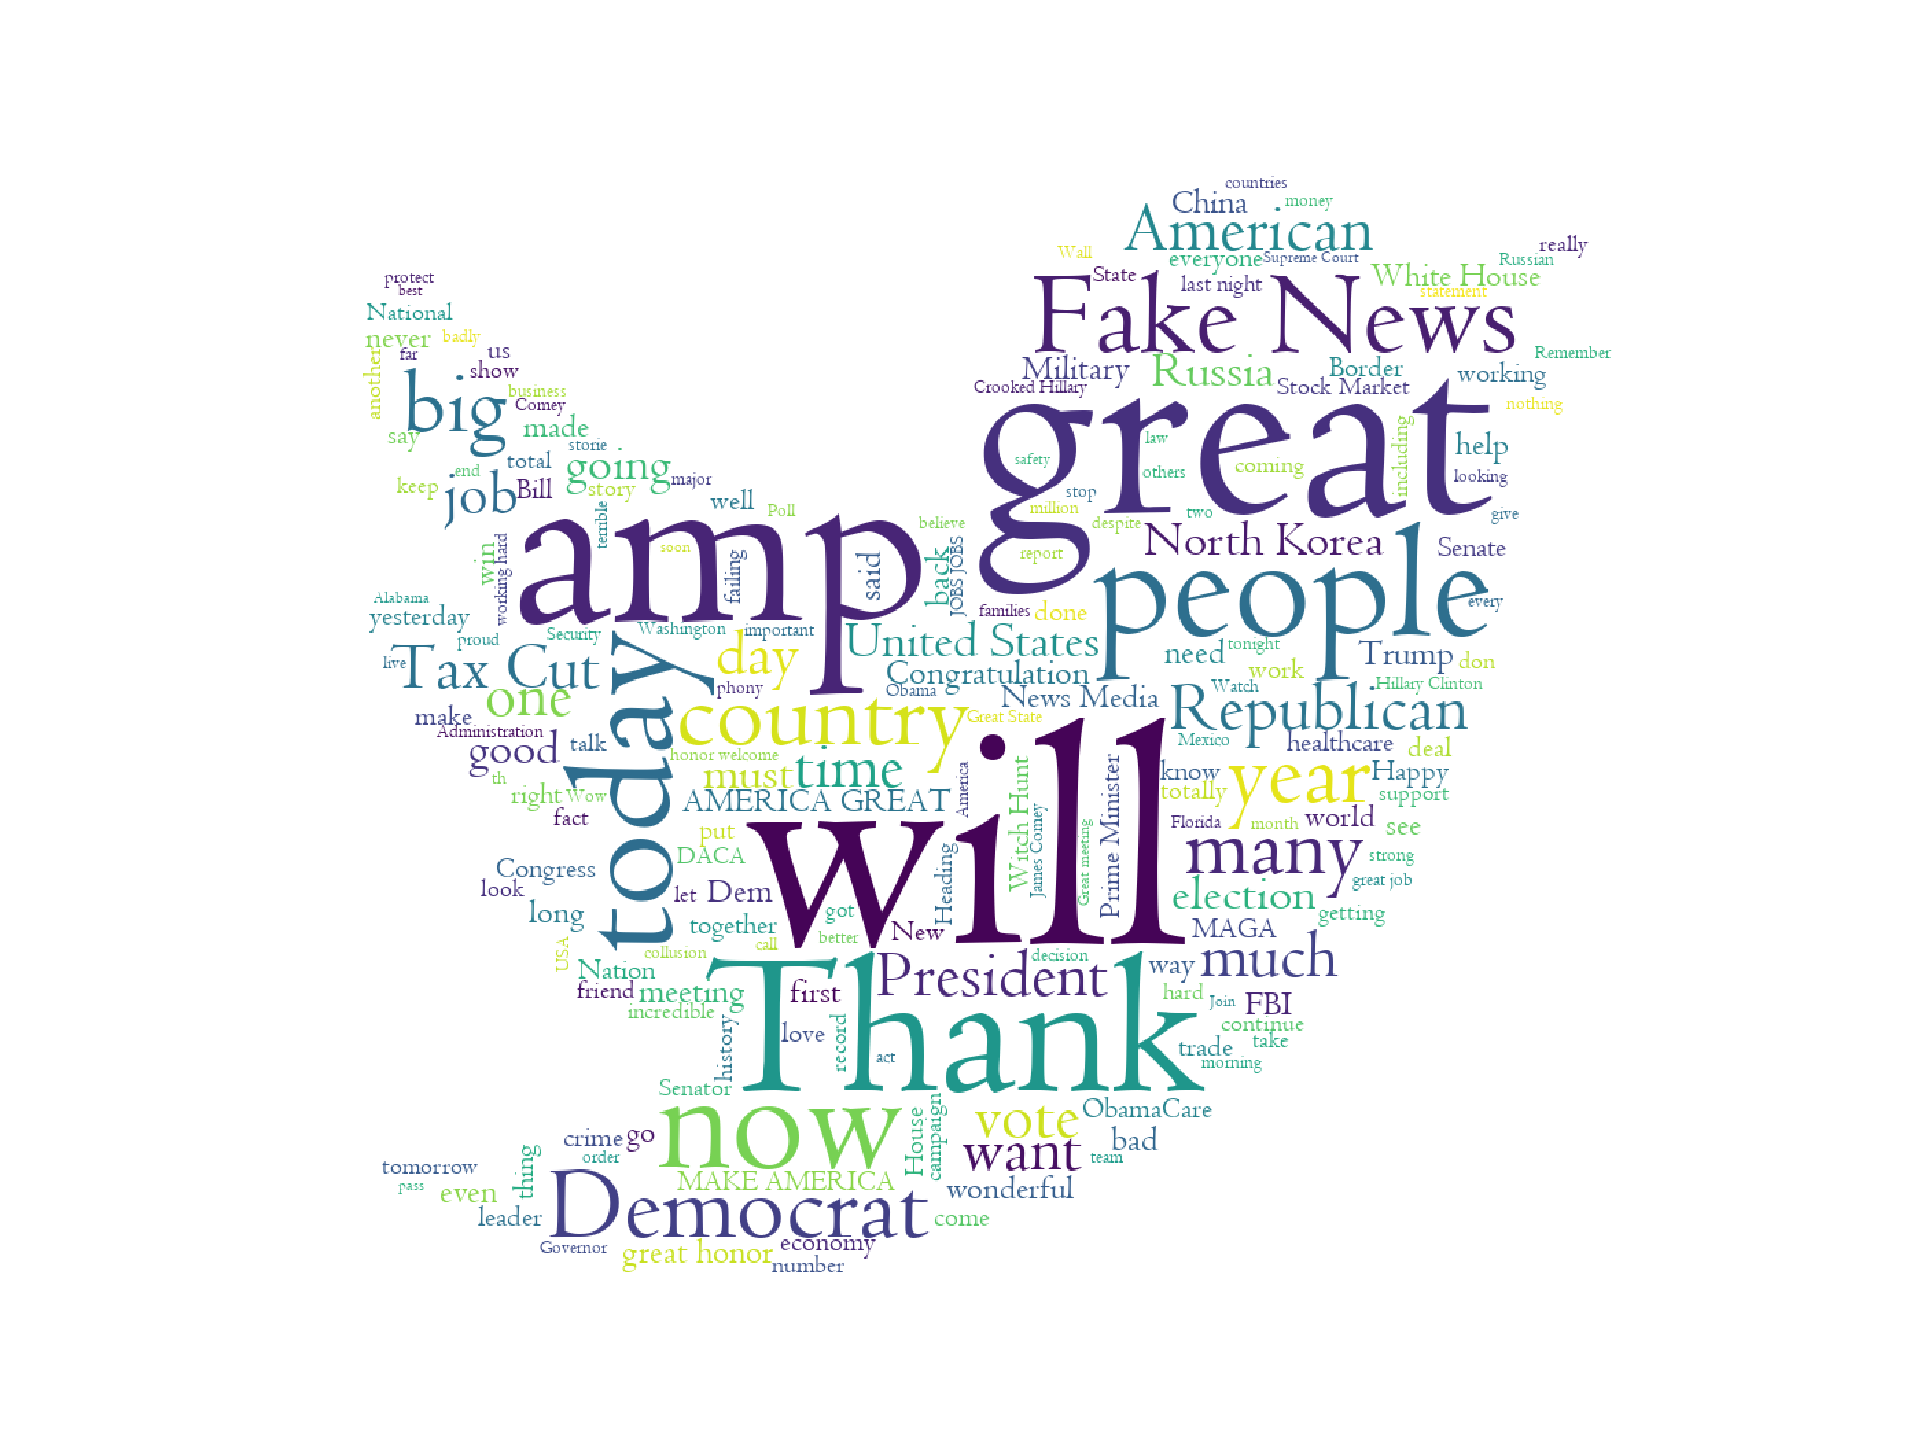 countries
China
money
American
Wall
everyone
Supreme Court
really
Russian
State
last night
White House
statement
protect
best
National
Fake News
never
badly
another
far
us
show
Military
Russia
Border
Remember
Crooked Hillary
Stock Market
working
big
business
Comey
nothing
great
say
made
storie
law
including
help
going
total
end
safety
others
coming
looking
keep
job
Bill
story
major
well
stop
million
despite
two
give
terrible
Poll
believe
amp
North Korea
Senate
win
working hard
soon
failing
said
back
JOBS JOBS
report
people
every
Alabama
yesterday
families
done
proud
Security
Washington
important
United States
need
tonight
live
Tax Cut
today
day
Congratulation
Trump
don
work
one
phony
Obama
News Media
Watch
Hillary Clinton
make
country
Great State
Republican
Administration
good
talk
honor welcome
Mexico
healthcare
deal
th
must
time
America
Prime Minister
know
year
Happy
right
Wow
AMERICA GREAT
Witch Hunt
James Comey
totally
support
fact
put
will
Great meeting
Florida
month
world
see
DACA
Heading
many
strong
Congress
look
let
Dem
great job
long
got
election
getting
together
better
New
MAGA
USA
collusion
call
decision
Nation
President
way
much
friend
meeting
first
hard
Join
FBI
incredible
Thank
history
love
record
act
continue
trade
take
morning
Senator
now
House
campaign
vote
ObamaCare
crime
go
want
bad
order
team
tomorrow
thing
pass
even
MAKE AMERICA
wonderful
leader
Democrat
come
Governor
great honor
economy
number